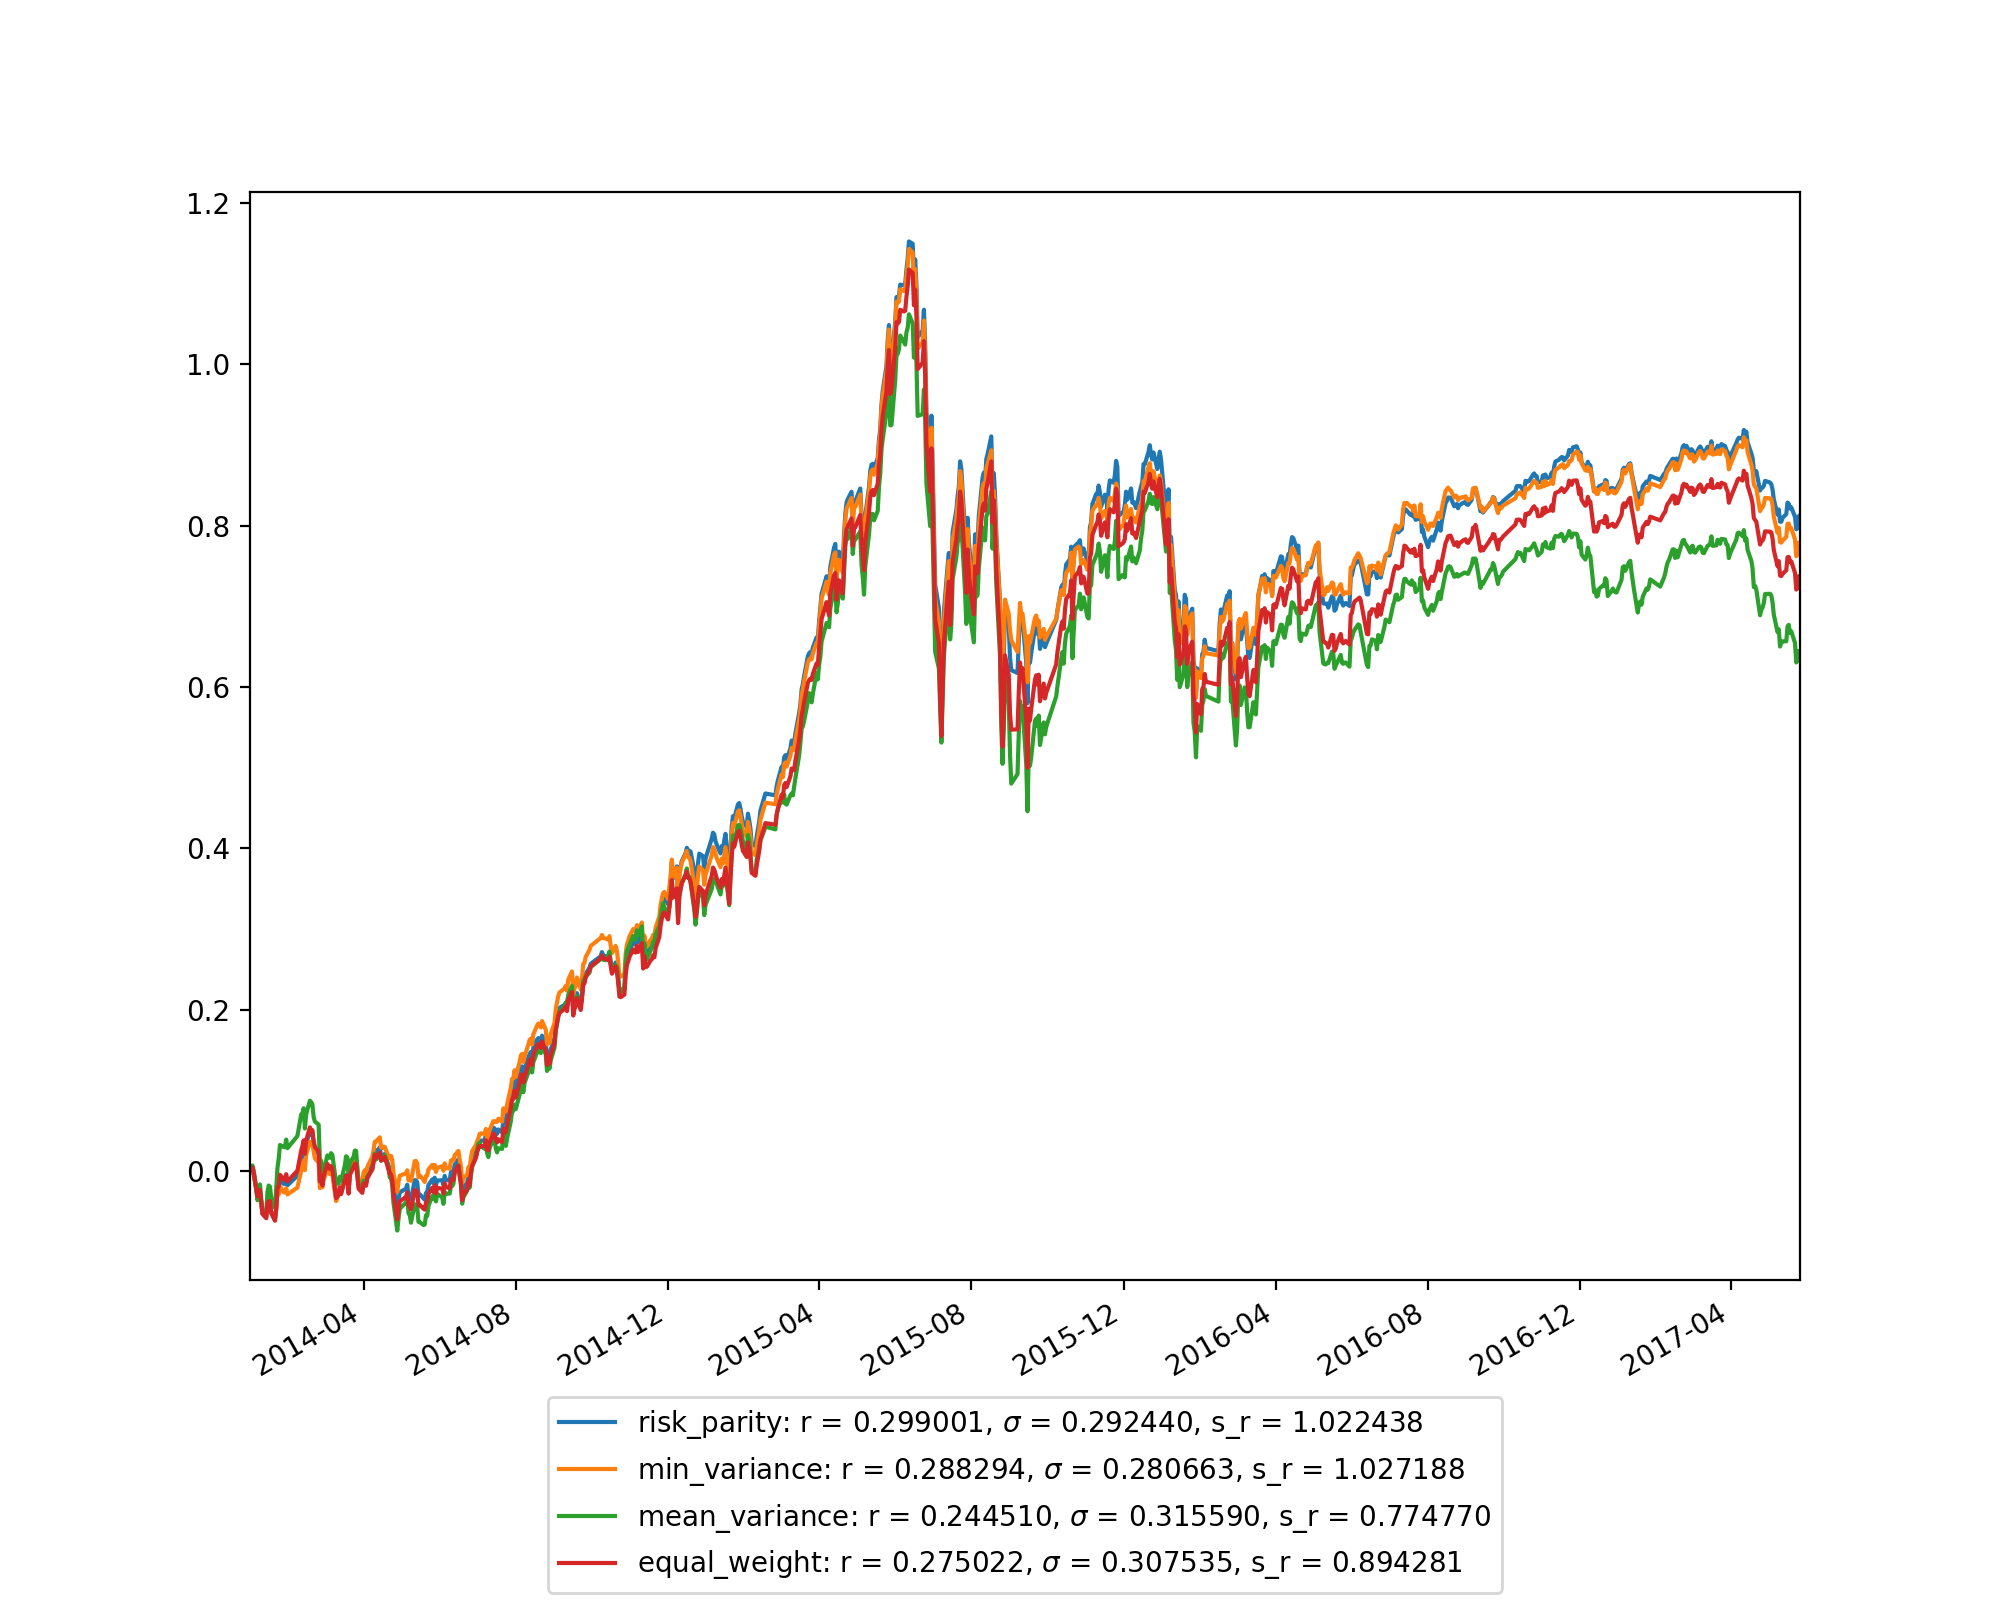 1.2
1.0
0.8
0.6
0.4
0.2
0.0
2014-04 2014-08 2014-12 2015-04 2015-08 2015-12 2016-04 2016-08 2016-12 2017-04
risk_parity: r = 0.299001, σ = 0.292440, s_r = 1.022438
min_variance: r = 0.288294, σ = 0.280663, s_r = 1.027188
mean_variance: r = 0.244510, σ = 0.315590, s_r = 0.774770
equal_weight: r = 0.275022, σ = 0.307535, s_r = 0.894281